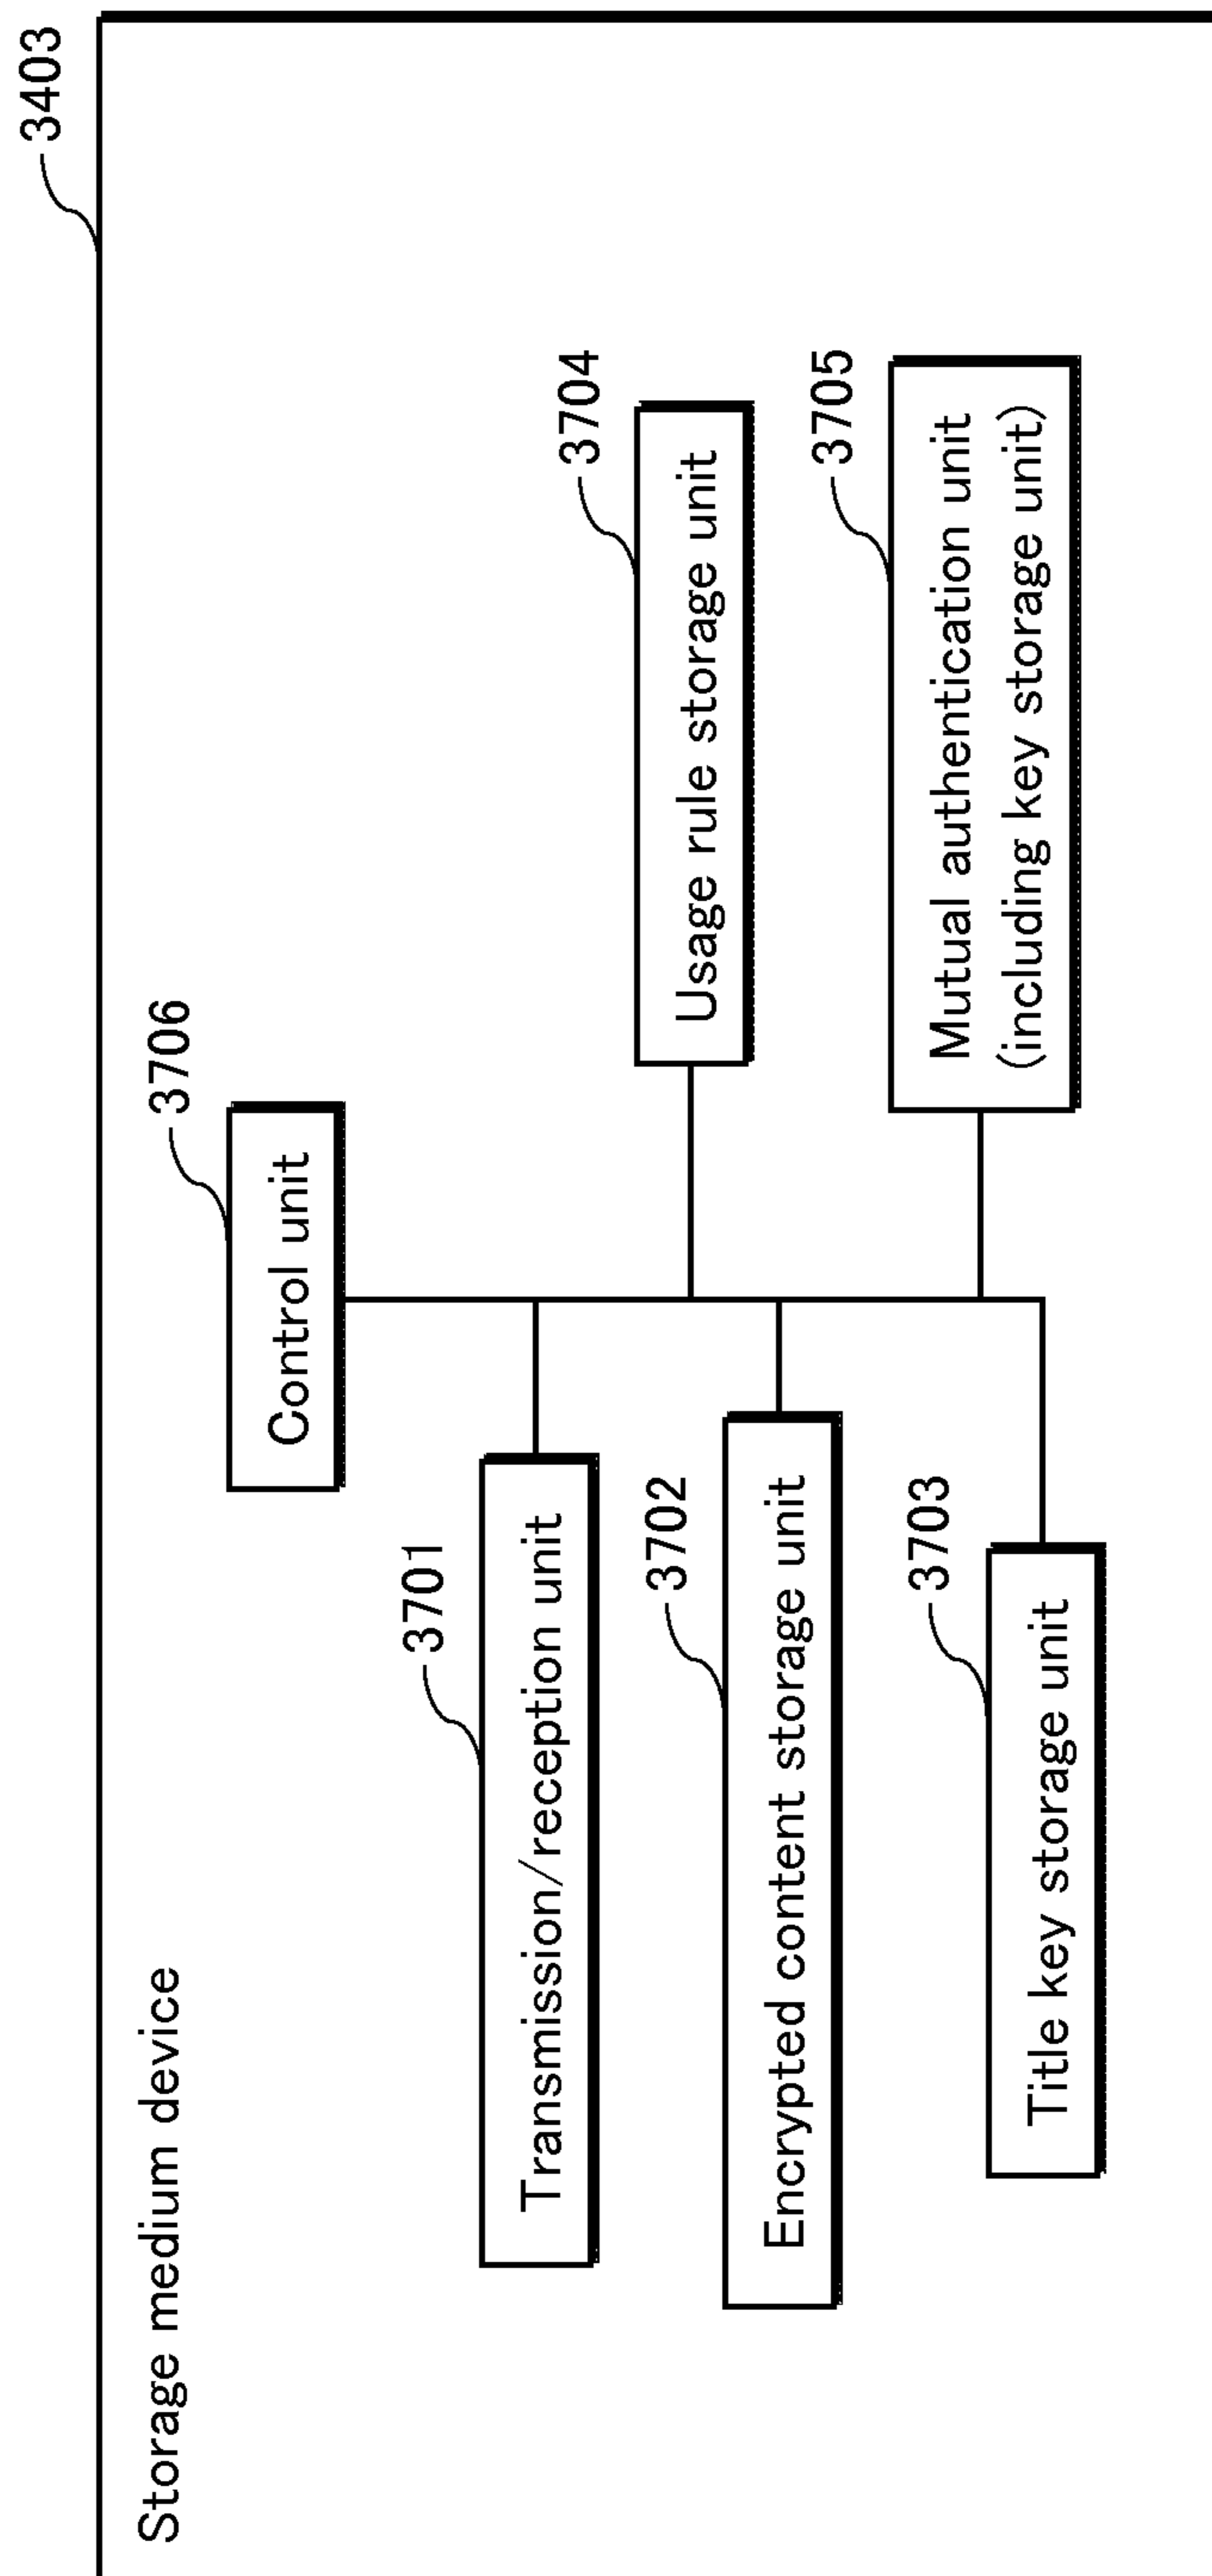 3403
Storage medium device
3706
Control unit
3701
Transmission/reception unit
3704
Usage rule storage unit
3702
Encrypted content storage unit
3705
Mutual authentication unit
(including key storage unit)
3703
Title key storage unit